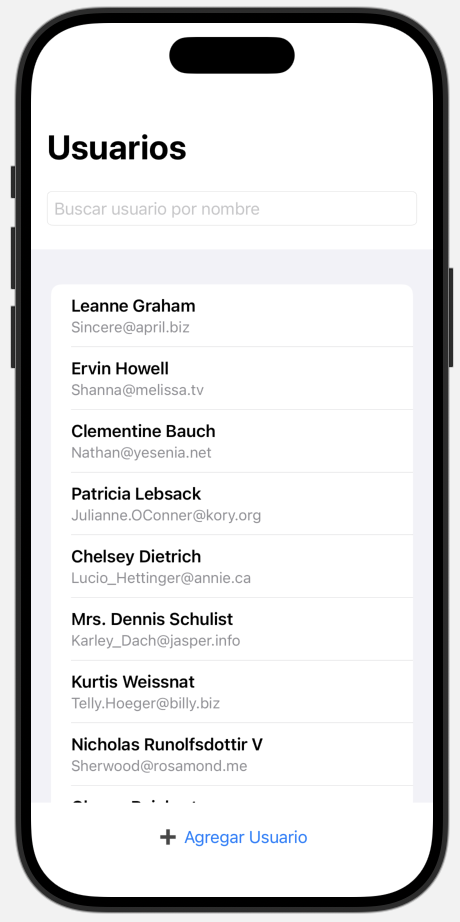 Usuarios
Buscar usuario por nombre
Leanne Graham
Sincere@april.biz
Ervin Howell
Shanna@melissa.tv
Clementine Bauch
Nathan@yesenia.net
Patricia Lebsack
Julianne.OConner@kory.org
Chelsey Dietrich
Lucio_Hettinger@annie.ca
Mrs. Dennis Schulist
Karley_Dach@jasper.info
Kurtis Weissnat
Telly.Hoeger@billy.biz
Nicholas Runolfsdottir V
Sherwood@rosamond.me
➕ Agregar Usuario